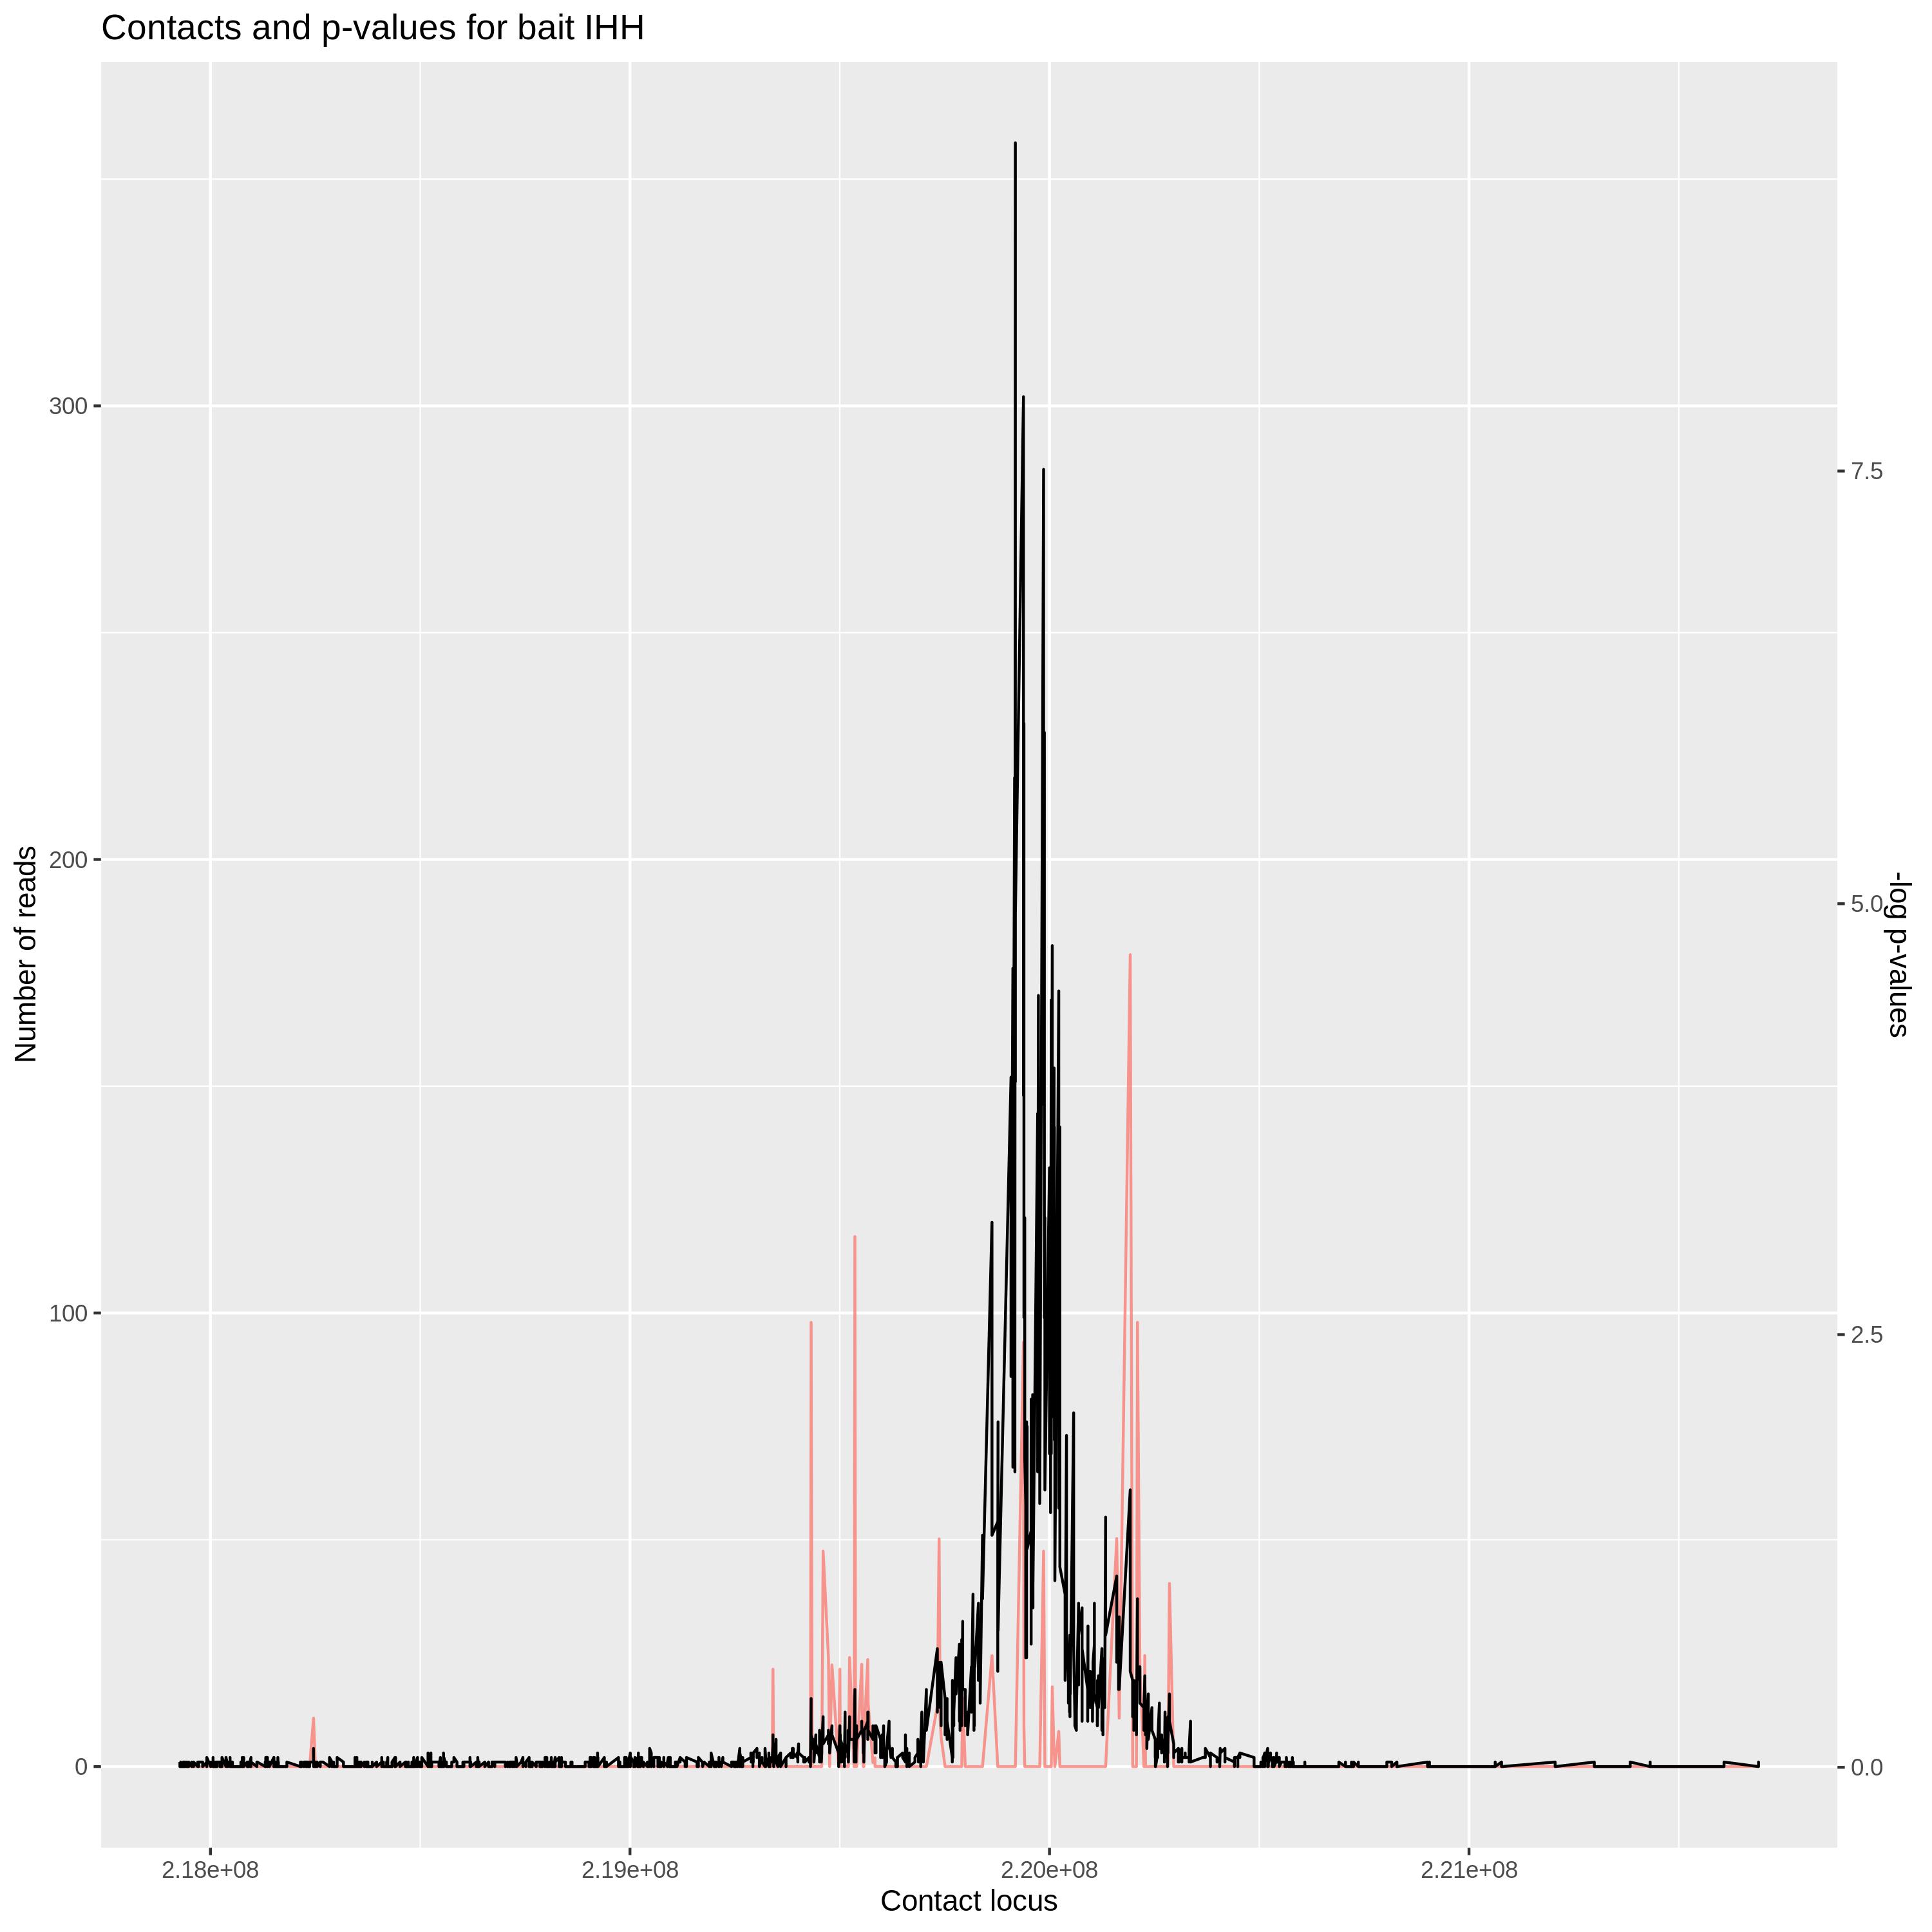 Contacts and p-values for bait IHH
Number of reads
300
200
100
0
7.5
5.0
2.5
0.0
-log p-values
2.18e+08
2.19e+08
2.20e+08
2.21e+08
Contact locus